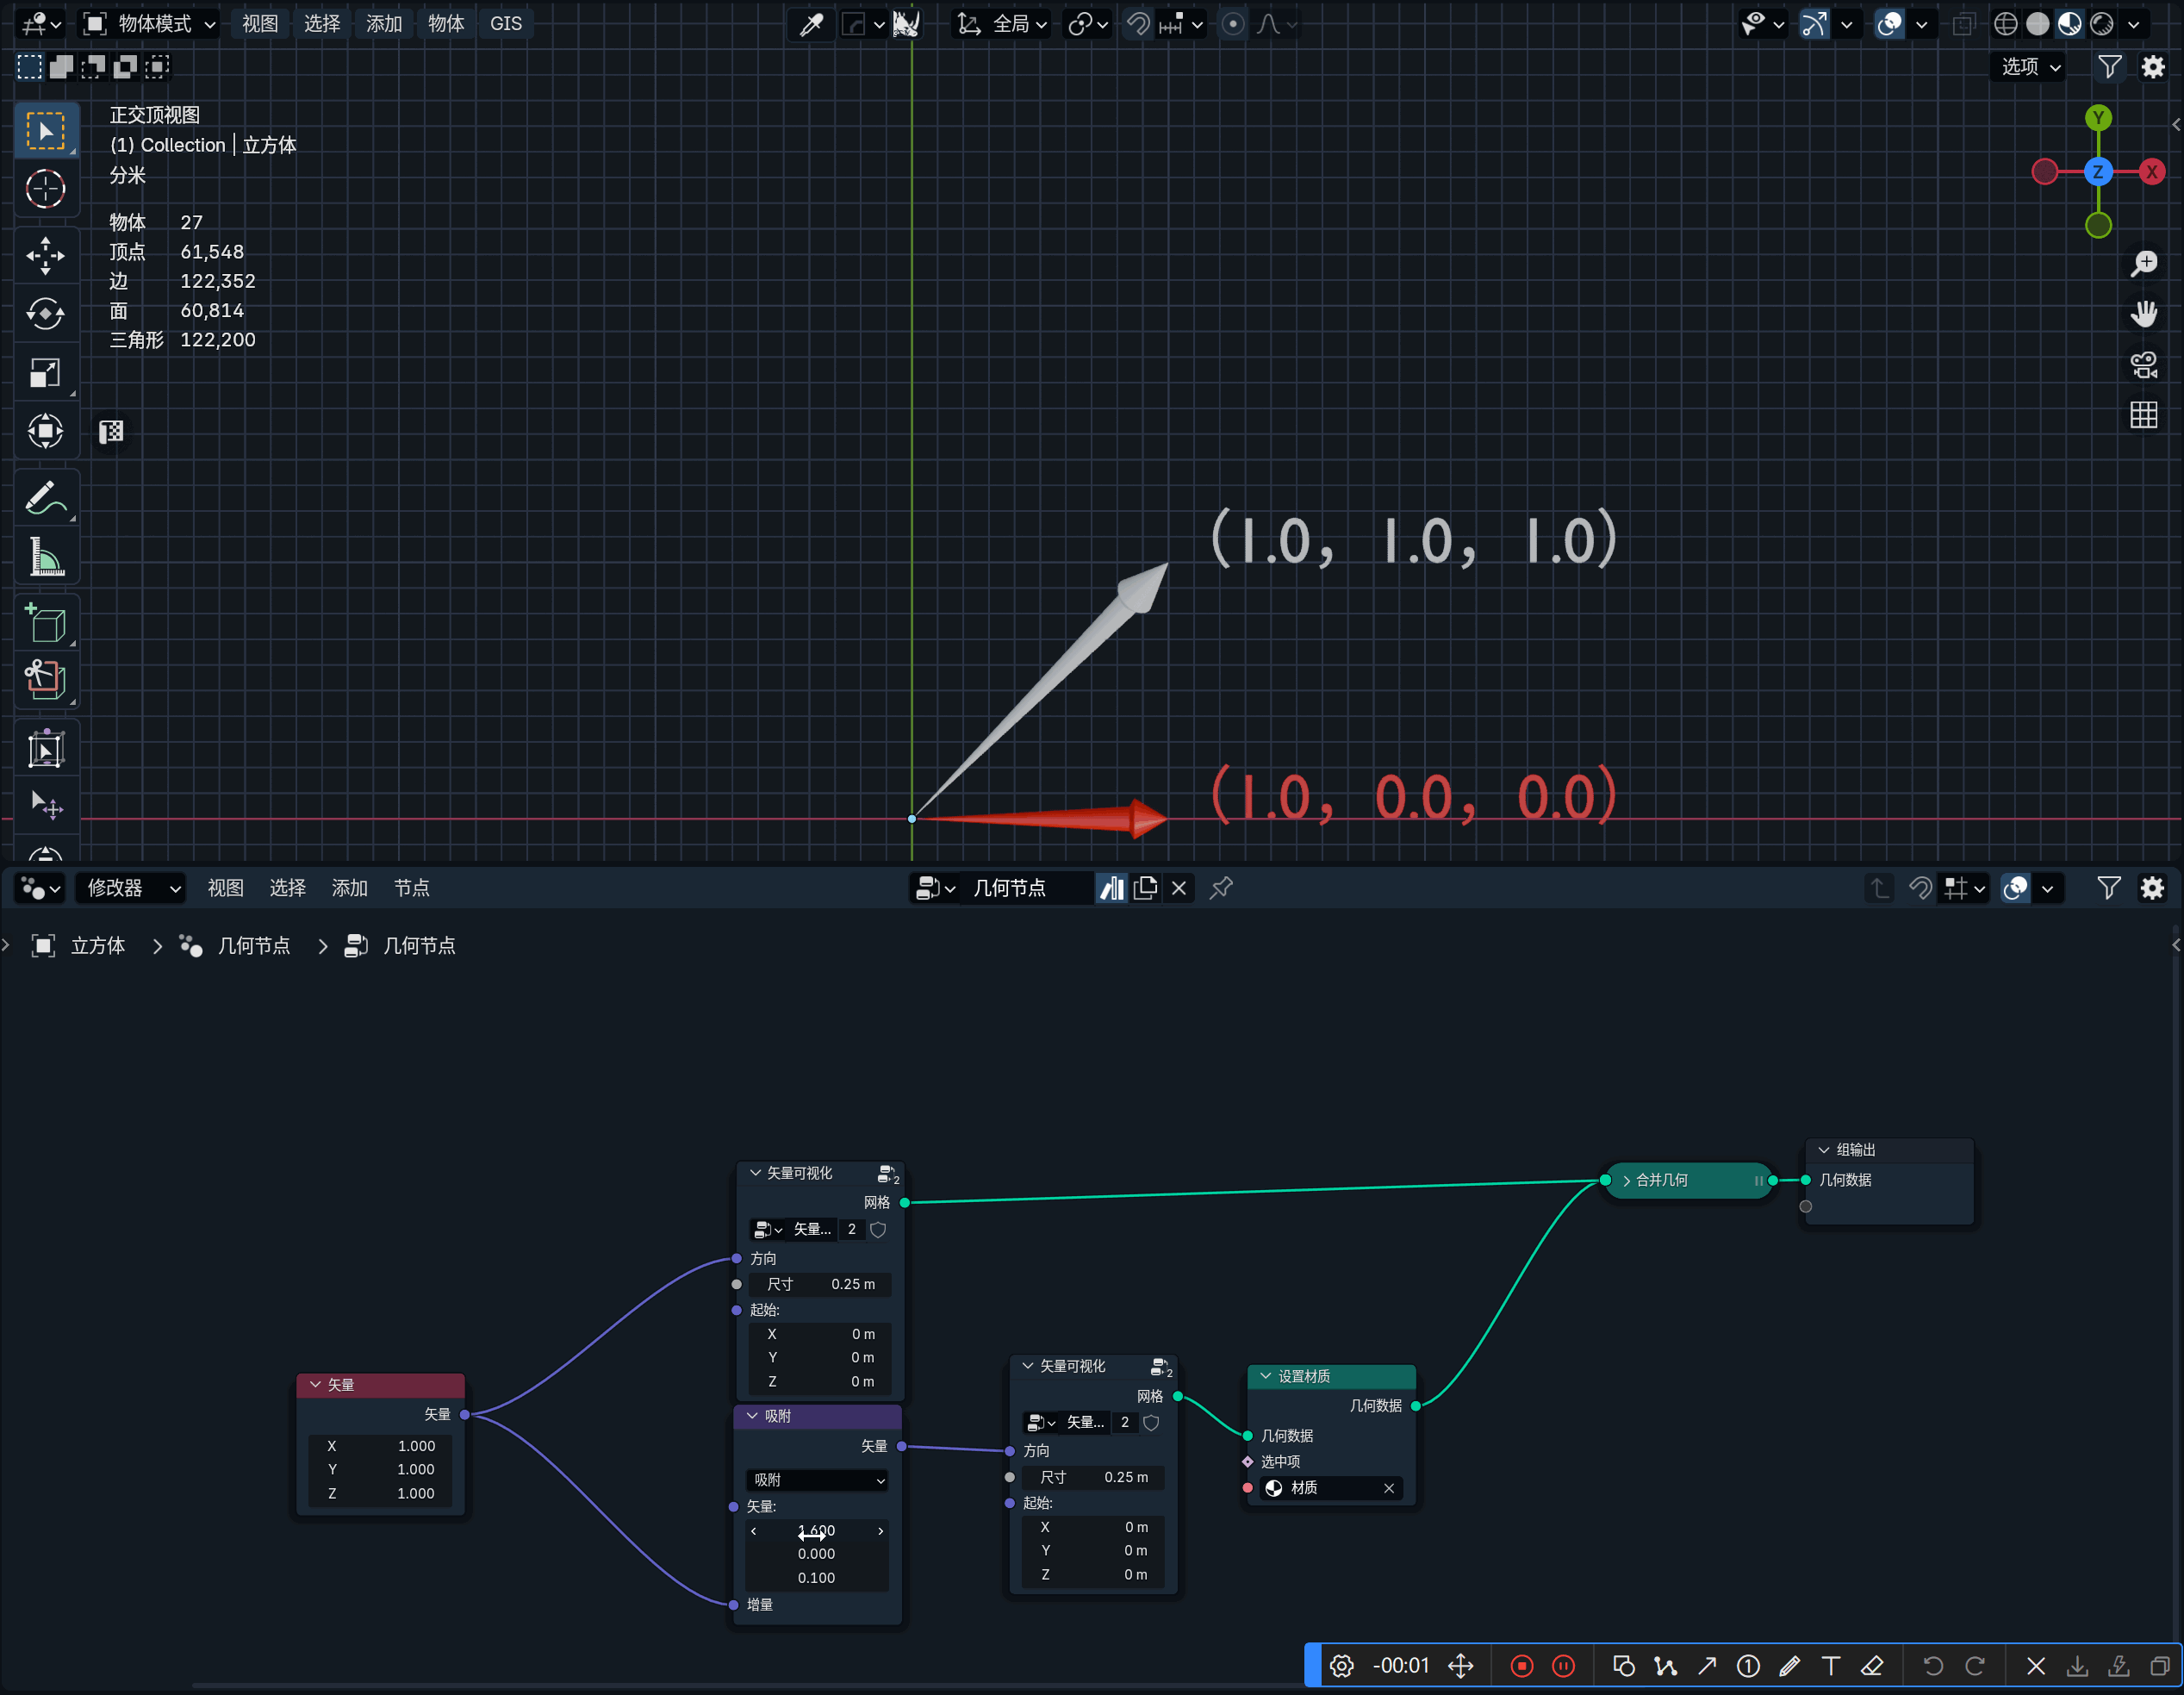 物体模式 视图 选择 添加 物体 GIS 全局
选项
正交顶视图
(1) Collection | 立方体
分米
物体 27
顶点 61,548
边 122,352
面 60,814
三角形 122,200
Y
Z X
(1.0, 1.0, 1.0)
(1.0, 0.0, 0.0)
修改器 视图 选择 添加 节点 几何节点
立方体 > 几何节点 > 几何节点
组输出
几何数据
合并几何
矢量可视化 2
网格
矢量... 2
方向
尺寸 0.25 m
起始:
X 0 m
Y 0 m
Z 0 m
矢量
矢量
X 1.000
Y 1.000
Z 1.000
吸附
矢量
吸附
矢量:
1.600
0.000
0.100
增量
矢量可视化 2
网格
矢量... 2
方向
尺寸 0.25 m
起始:
X 0 m
Y 0 m
Z 0 m
设置材质
几何数据
几何数据
选中项
材质
-00:01 1 T